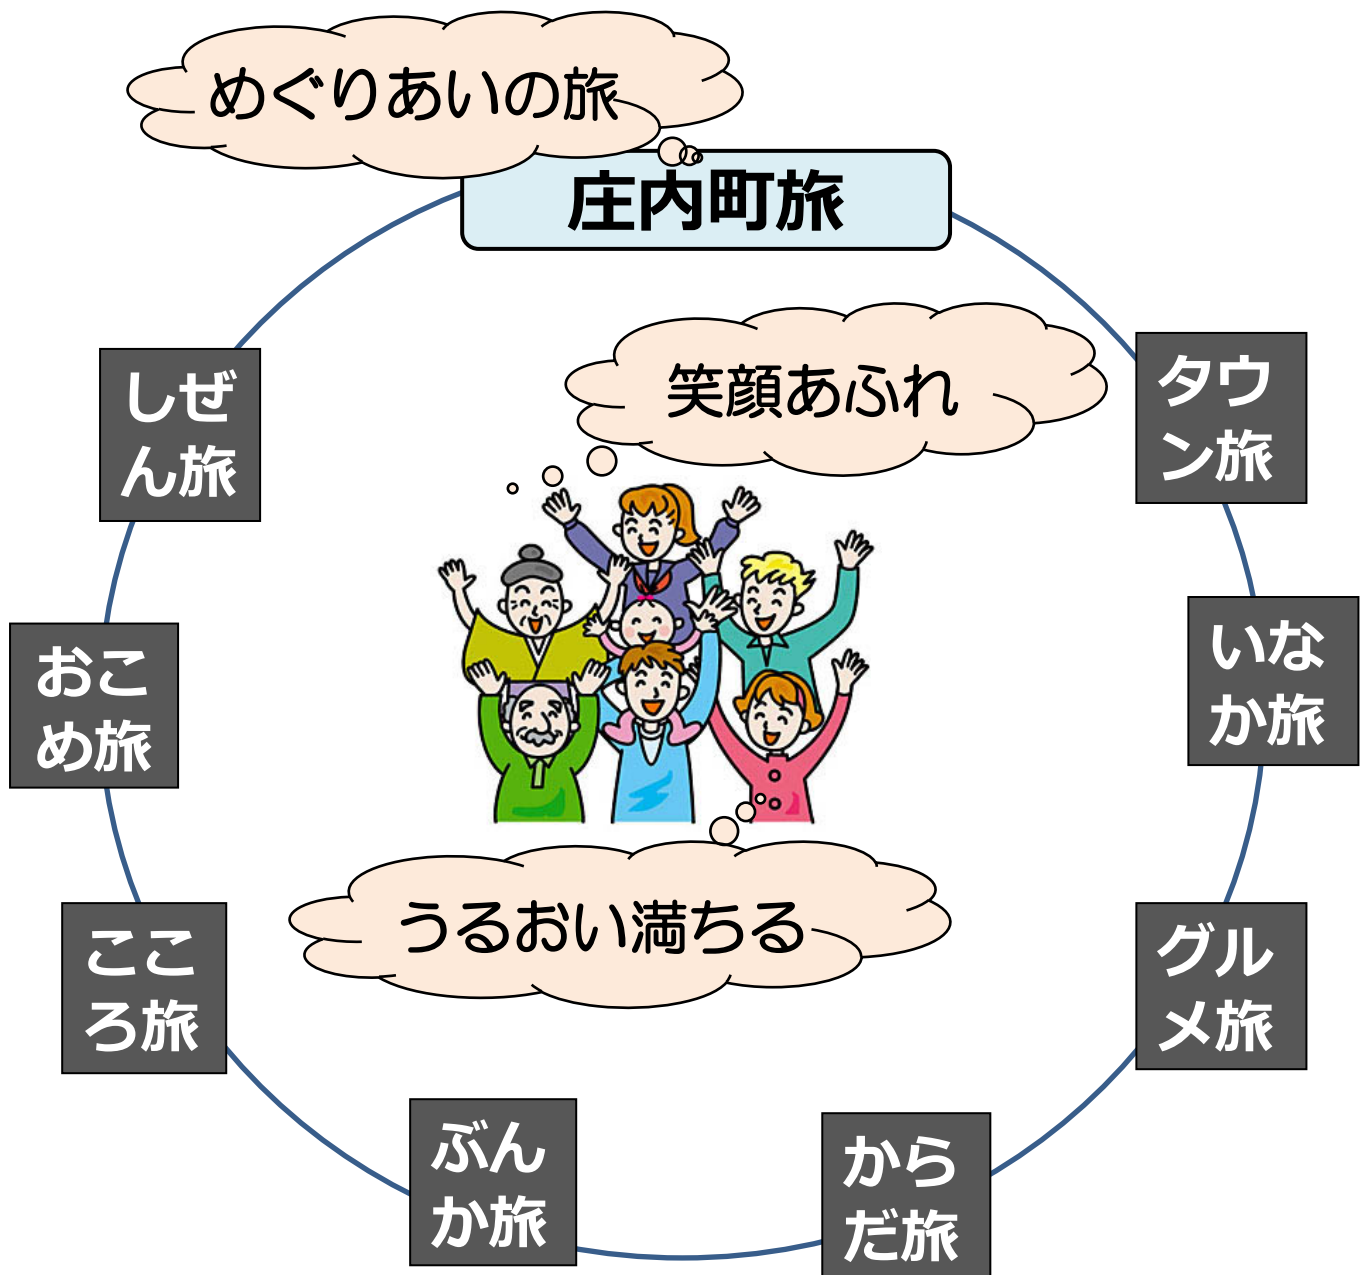 めぐりあいの旅
庄内町旅
笑顔あふれ
タウ
ン旅
しぜ
ん旅
いな
か旅
おこ
め旅
うるおい満ちる
グル
メ旅
ここ
ろ旅
ぶん
か旅
から
だ旅